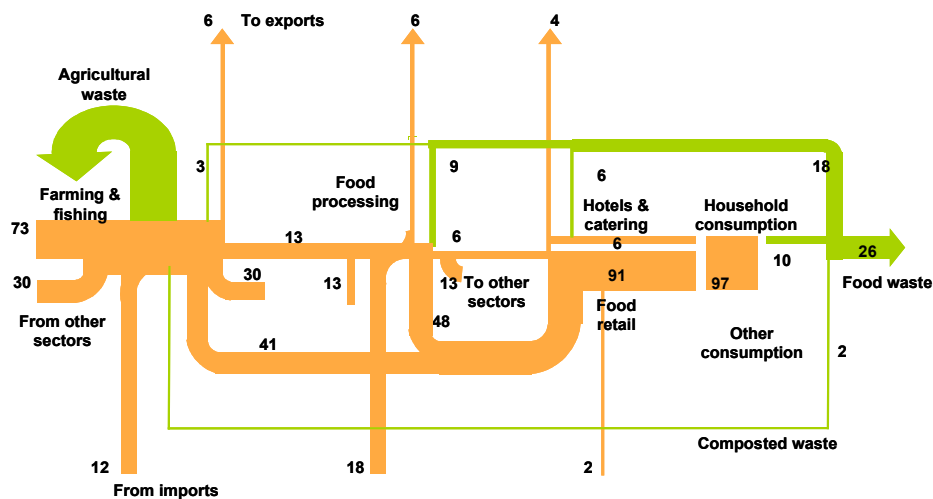 6 To exports 6 4
Agricultural
waste
3 9 18
Food
processing
6
Farming &
fishing
Hotels &
catering
Household
consumption
73 13 6 6 10 26
30 30 13 13 To other
sectors
91 97 Food waste
From other
sectors
Food
retail
48
41 Other
consumption
2
Composted waste
12 18 2
From imports